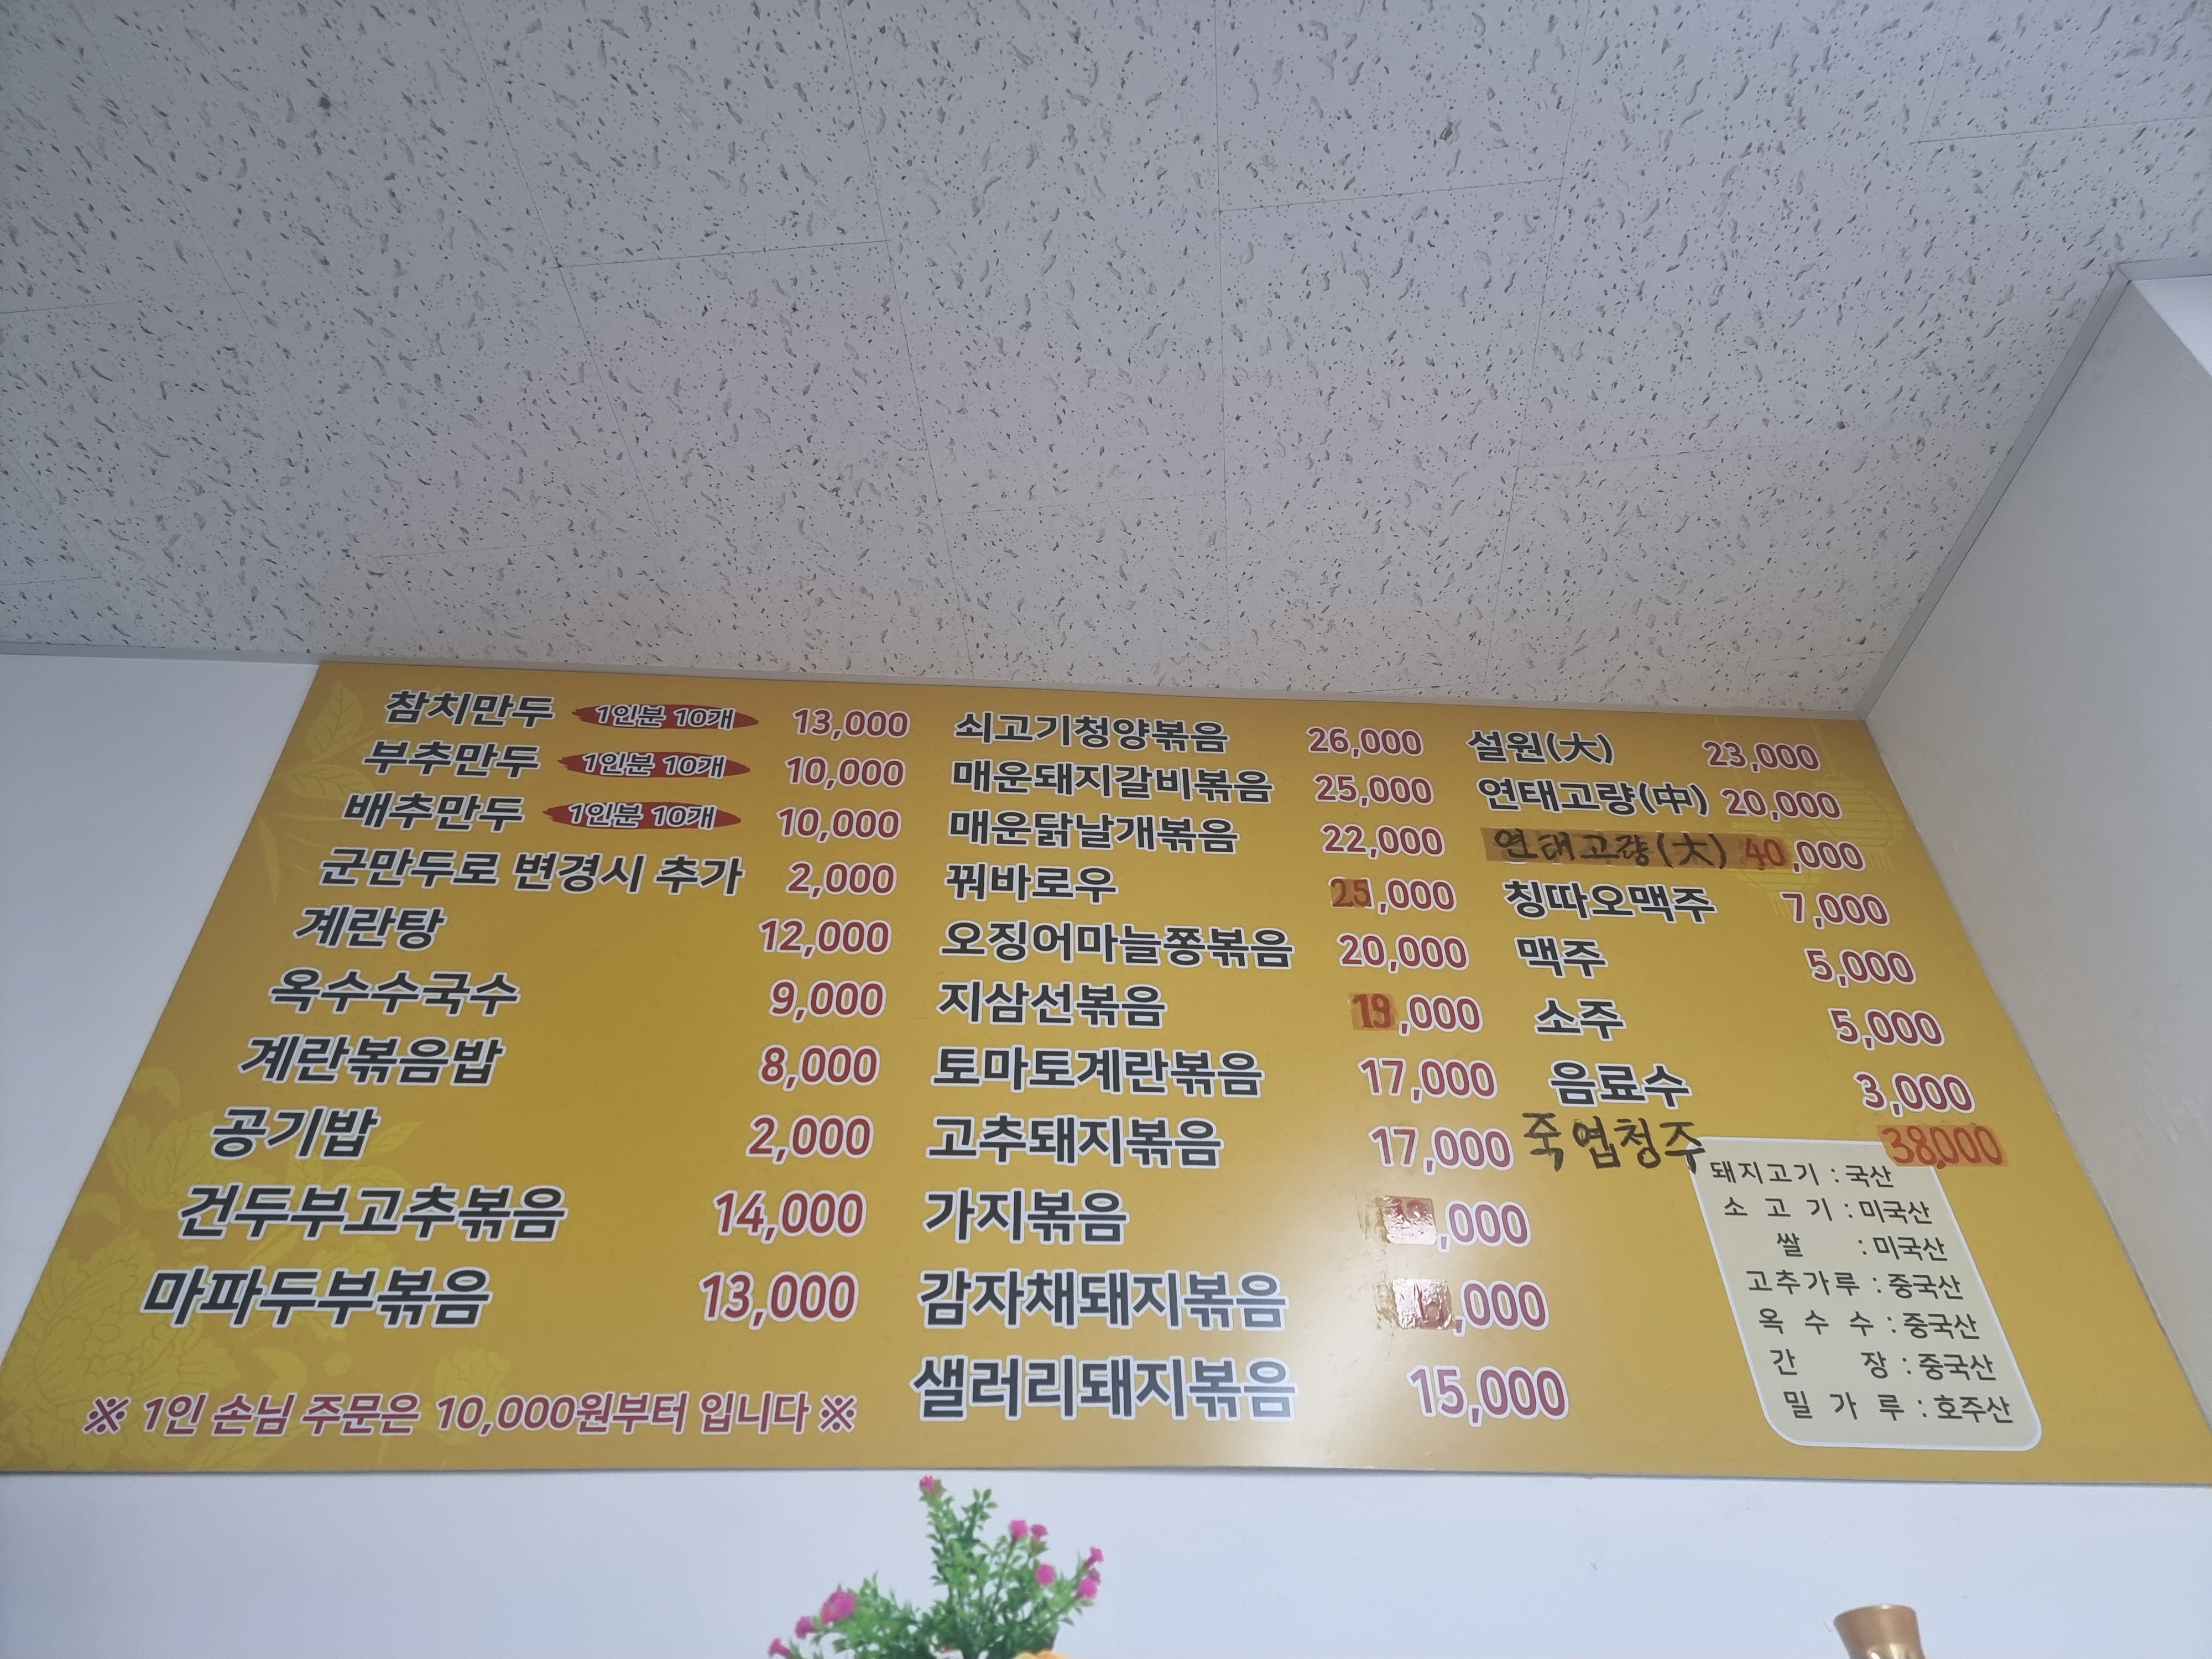 참치만두 1인분 10개 13,000
부추만두 1인분 10개 10,000
배추만두 1인분 10개 10,000
군만두로 변경시 추가 2,000
계란탕 12,000
옥수수국수 9,000
계란볶음밥 8,000
공기밥 2,000
건두부고추볶음 14,000
마파두부볶음 13,000
※ 1인 손님 주문은 10,000원부터 입니다 ※
쇠고기청양볶음 26,000
매운돼지갈비볶음 25,000
매운닭날개볶음 22,000
꿔바로우 25,000
오징어마늘쫑볶음 20,000
지삼선볶음 19,000
토마토계란볶음 17,000
고추돼지볶음 17,000
가지볶음 ,000
감자채돼지볶음 ,000
샐러리돼지볶음 15,000
설원(大) 23,000
연태고량(中) 20,000
연태고량(大) 40,000
칭따오맥주 7,000
맥주 5,000
소주 5,000
음료수 3,000
죽엽청주 38,000
돼지고기 : 국산
소 고 기 : 미국산
쌀 : 미국산
고추가루 : 중국산
옥 수 수 : 중국산
간 장 : 중국산
밀 가 루 : 호주산